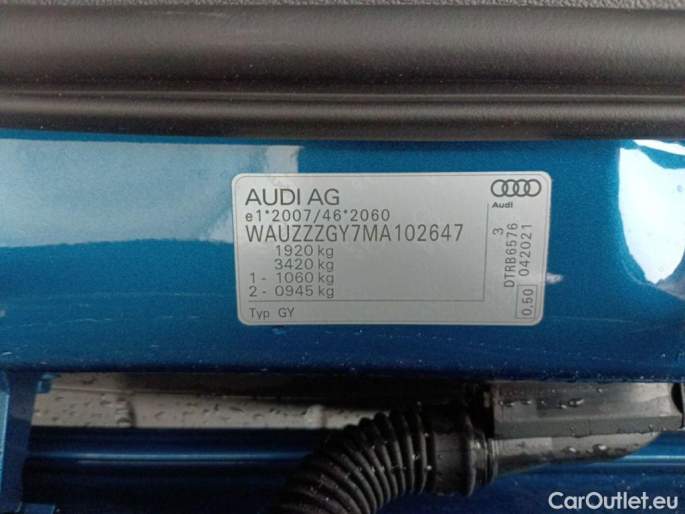 AUDI AG
e1*2007/46*2060
WAUZZZGY7MA102647
1920 kg
3420 kg
1 - 1060 kg
2 - 0945 kg
Typ GY
Audi
3
DTRB6576
042021
0,50
CarOutlet.eu